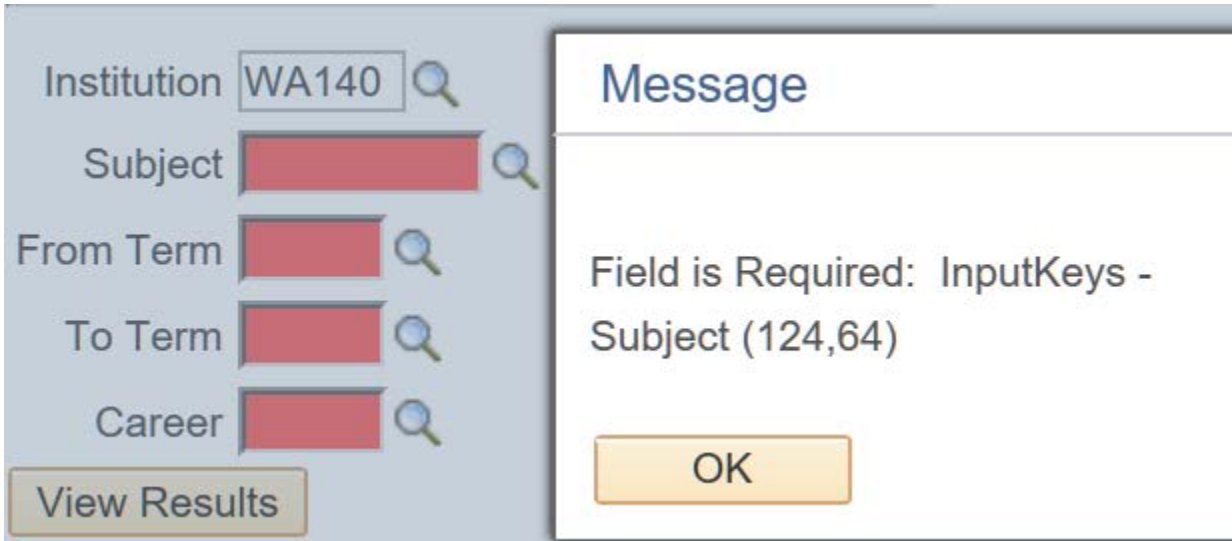 Institution WA140
Subject
From Term
To Term
Career
View Results
Message
Field is Required:  InputKeys -
Subject (124,64)
OK